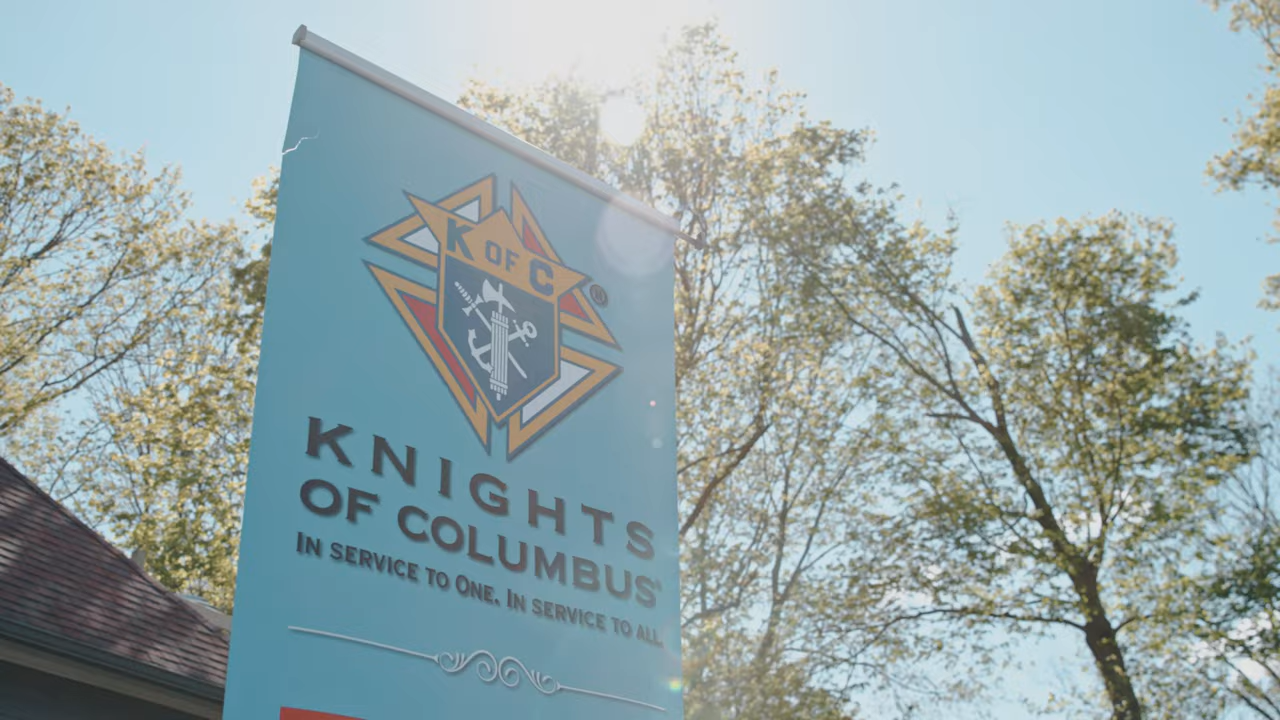 K OF C®
KNIGHTS
OF COLUMBUS®
IN SERVICE TO ONE. IN SERVICE TO ALL.